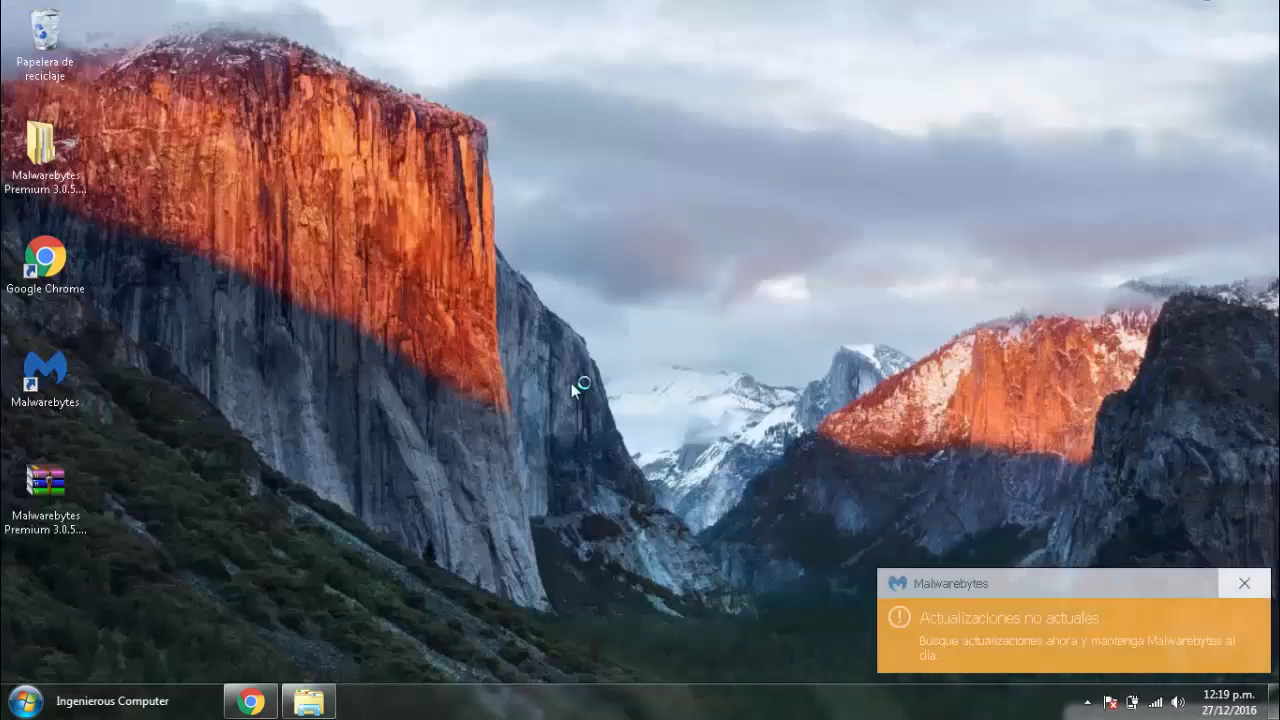 Papelera de
reciclaje
Malwarebytes
Premium 3.0.5....
Google Chrome
Malwarebytes
Malwarebytes
Premium 3.0.5....
Malwarebytes
Actualizaciones no actuales
Busque actualizaciones ahora y mantenga Malwarebytes al
día.
Ingenierous Computer
12:19 p.m.
27/12/2016